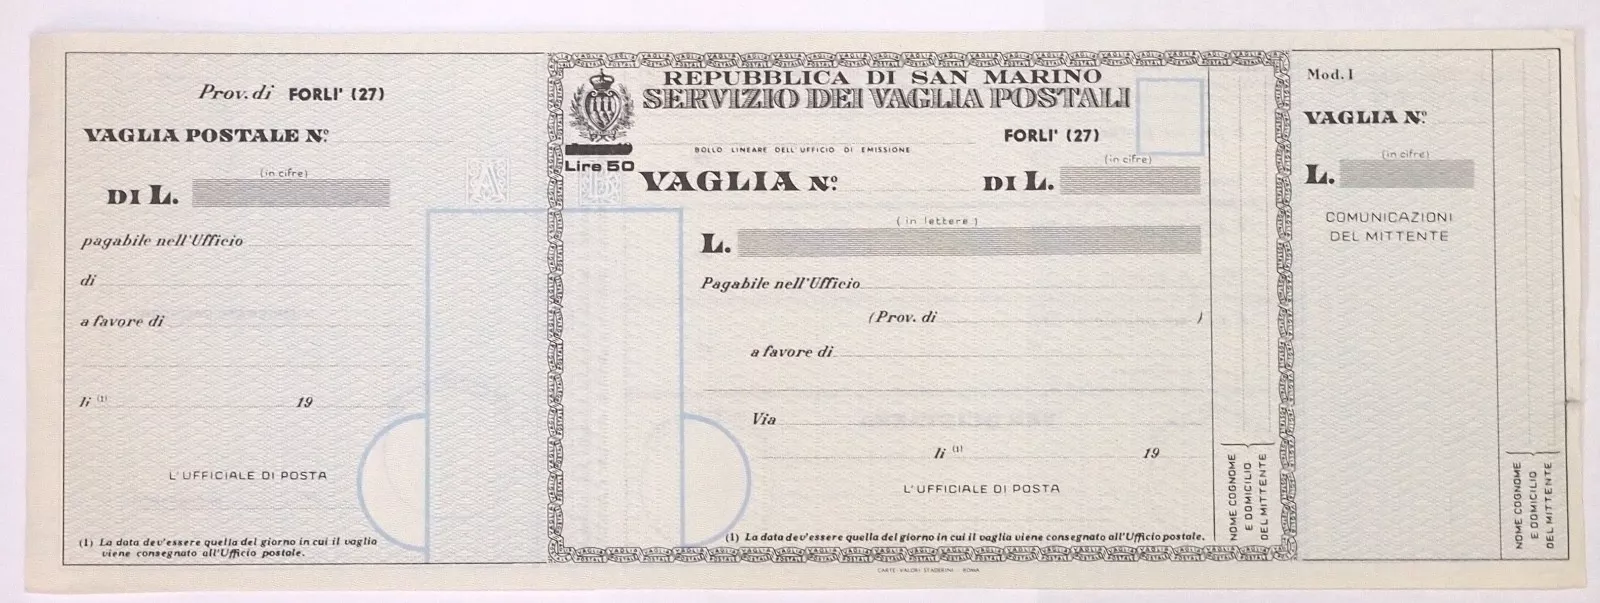 Prov. di FORLI' (27)
VAGLIA POSTALE Nº
(in cifre)
DI L.
pagabile nell'Ufficio
di
a favore di
li (1) 19
L'UFFICIALE DI POSTA
(1) La data dev'essere quella del giorno in cui il vaglia
viene consegnato all'Ufficio postale.
A B
REPUBBLICA DI SAN MARINO
SERVIZIO DEI VAGLIA POSTALI
FORLI' (27)
BOLLO LINEARE DELL'UFFICIO DI EMISSIONE
Lire 50
(in cifre)
VAGLIA Nº DI L.
(in lettere)
L.
Pagabile nell'Ufficio
(Prov. di )
a favore di
Via
li (1) 19
L'UFFICIALE DI POSTA
(1) La data dev'essere quella del giorno in cui il vaglia viene consegnato all'Ufficio postale.
NOME COGNOME
E DOMICILIO
DEL MITTENTE
CARTE VALORI STADERINI - ROMA
Mod. I
VAGLIA Nº
(in cifre)
L.
COMUNICAZIONI
DEL MITTENTE
NOME COGNOME
E DOMICILIO
DEL MITTENTE